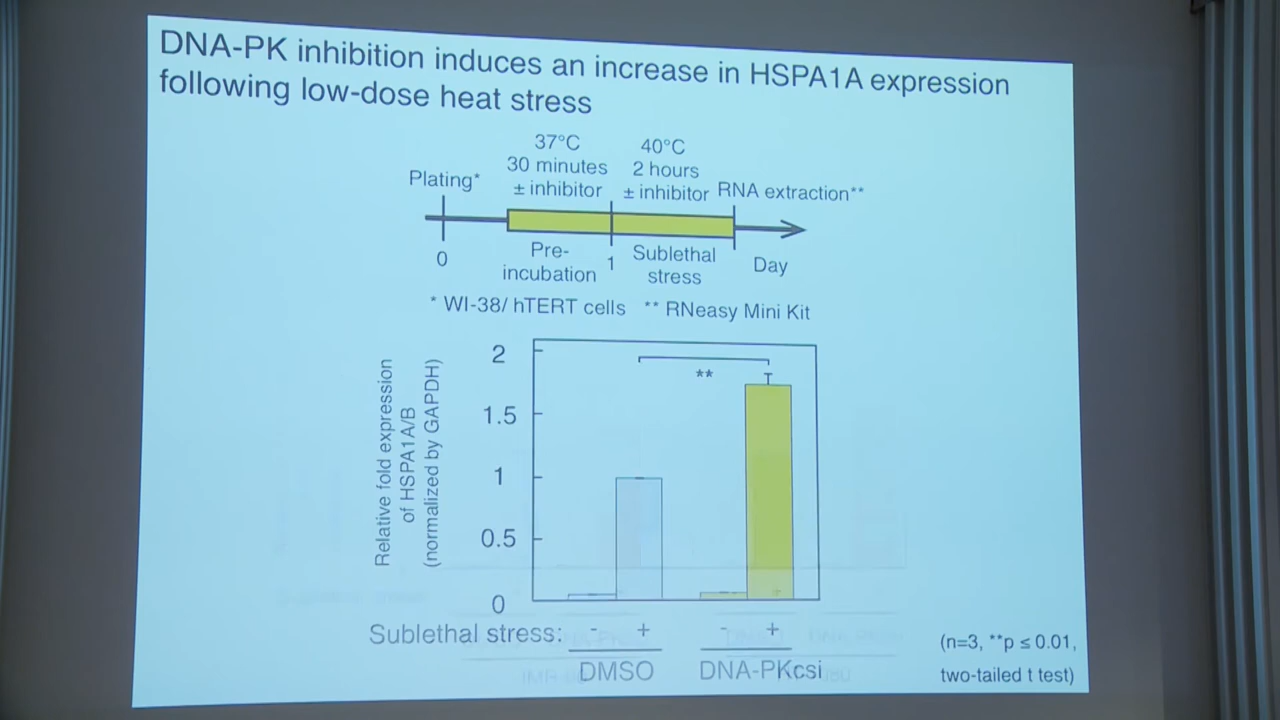 DNA-PK inhibition induces an increase in HSPA1A expression
following low-dose heat stress
37°C
30 minutes
± inhibitor
40°C
2 hours
± inhibitor
Plating*
RNA extraction**
0
Pre-
incubation
1
Sublethal
stress
Day
* WI-38/ hTERT cells
** RNeasy Mini Kit
Relative fold expression
of HSPA1A/B
(normalized by GAPDH)
2
1.5
1
0.5
0
**
Sublethal stress: - + - +
DMSO
DNA-PKcsi
(n=3, **p ≤ 0.01,
two-tailed t test)